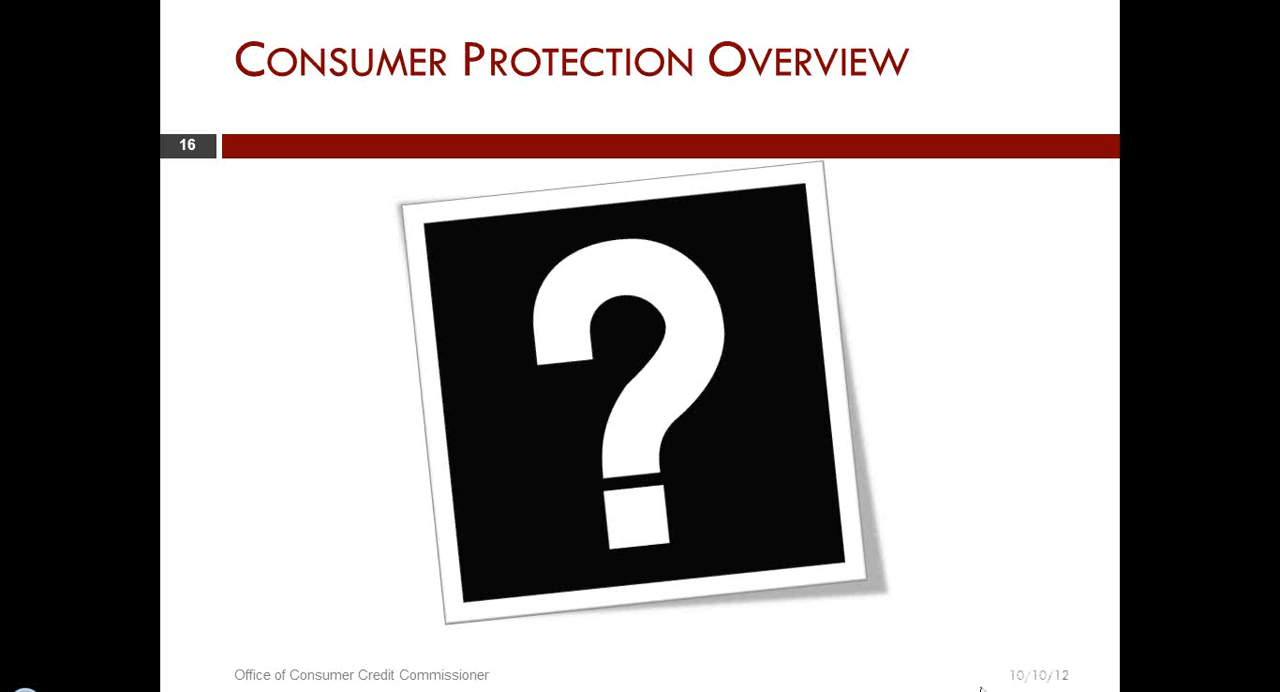 CONSUMER PROTECTION OVERVIEW
16
?
Office of Consumer Credit Commissioner
10/10/12